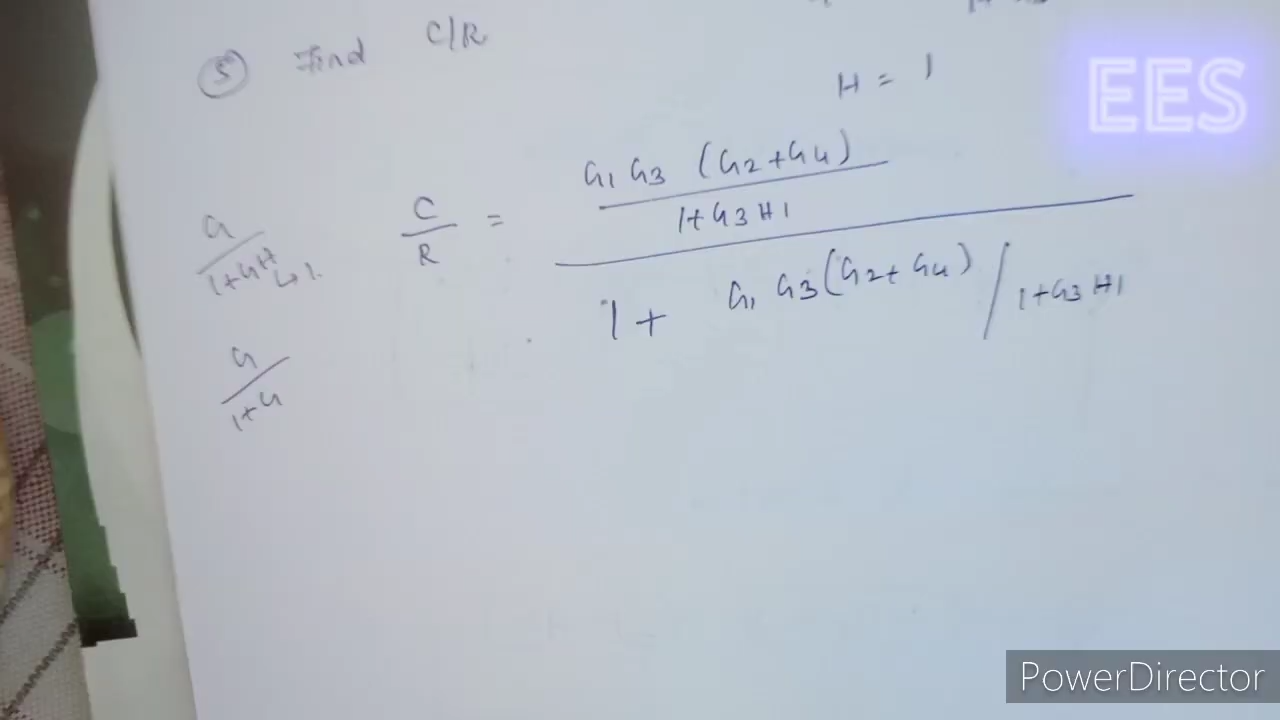 ⑤ Find C/R
H = 1
EES
G/1+GH ↳1.
C/R = G1 G3 (G2+G4) / 1+G3H1
1 + G1 G3(G2+G4) / 1+G3H1
G/1+G
PowerDirector